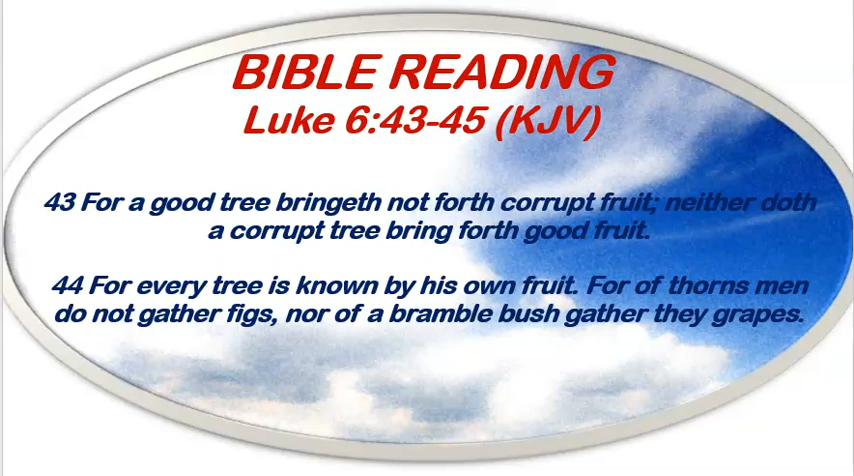 BIBLE READING
Luke 6:43-45 (KJV)
43 For a good tree bringeth not forth corrupt fruit; neither doth
a corrupt tree bring forth good fruit.
44 For every tree is known by his own fruit. For of thorns men
do not gather figs, nor of a bramble bush gather they grapes.